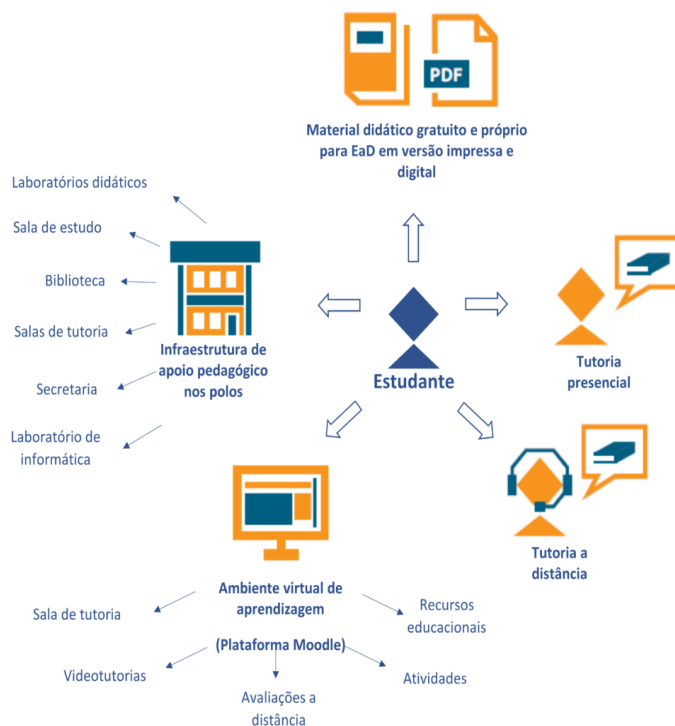 PDF
Material didático gratuito e próprio
para EaD em versão impressa e
digital
Laboratórios didáticos
Sala de estudo
Biblioteca
Salas de tutoria
Secretaria
Laboratório de
informática
Infraestrutura de
apoio pedagógico
nos polos
Estudante
Tutoria
presencial
Tutoria a
distância
Ambiente virtual de
aprendizagem
(Plataforma Moodle)
Sala de tutoria
Videotutorias
Avaliações a
distância
Atividades
Recursos
educacionais